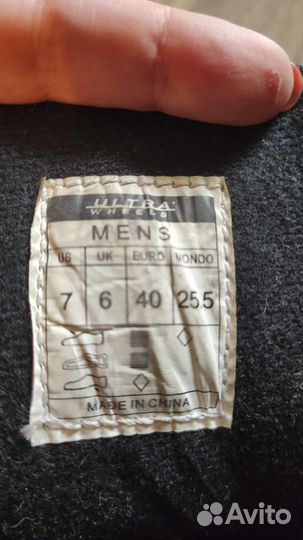 ULTRA
WHEELS
MENS
US UK EURO MONDO
7 6 40 25.5
MADE IN CHINA
Avito